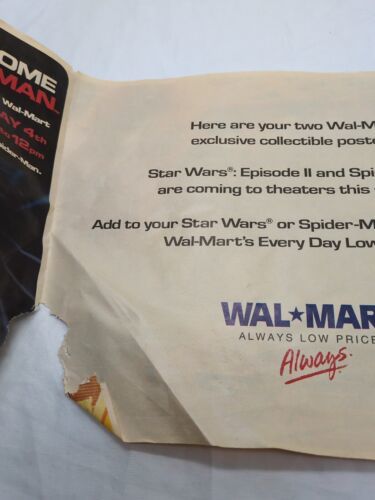 OME
MAN
Wal-Mart
AY 4th
12pm
pider-Man.
Here are your two Wal-M
exclusive collectible poste
Star Wars®: Episode II and Spi
are coming to theaters this
Add to your Star Wars® or Spider-M
Wal-Mart's Every Day Low
WAL★MAR
ALWAYS LOW PRICE
Always.